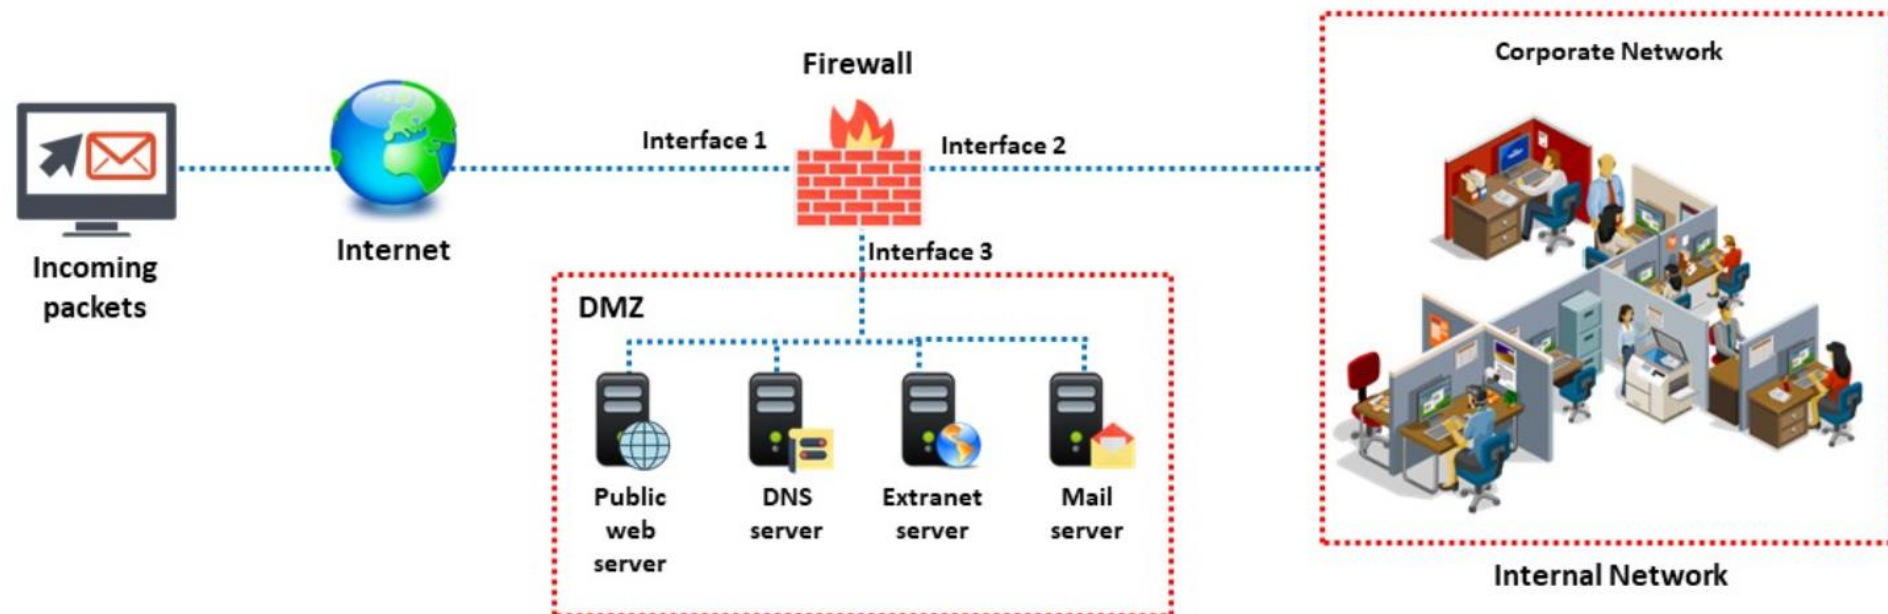 Corporate Network
Firewall
Interface 1
Interface 2
Internet
Incoming
packets
Interface 3
DMZ
Public
web
server
DNS
server
Extranet
server
Mail
server
Internal Network